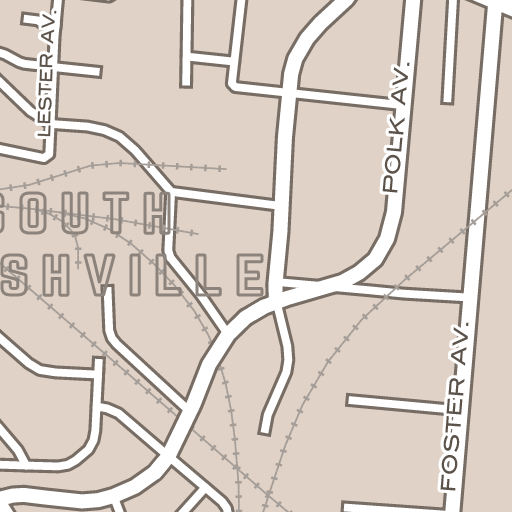 LESTER AV.
POLK AV.
SOUTH
SHVILLE
FOSTER AV.